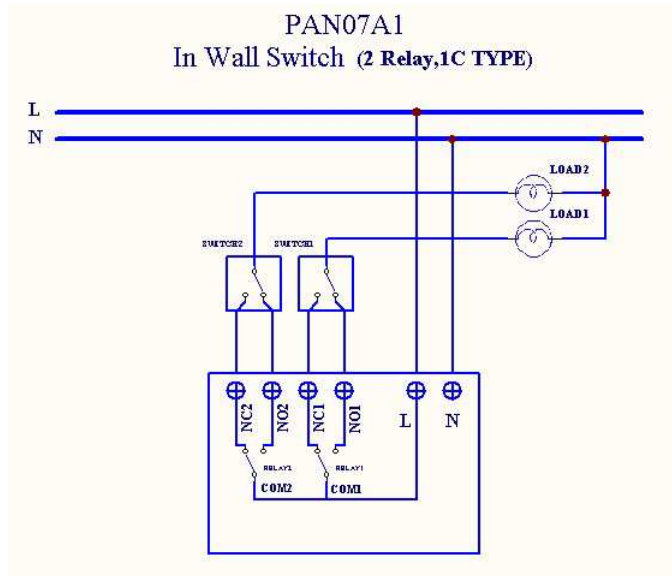 PAN07A1
In Wall Switch (2 Relay,1C TYPE)
L
N
LOAD2
LOAD1
SWITCH2
SWITCH1
NC2
NO2
NC1
NO1
L
N
RELAY2
RELAY1
COM2
COM1